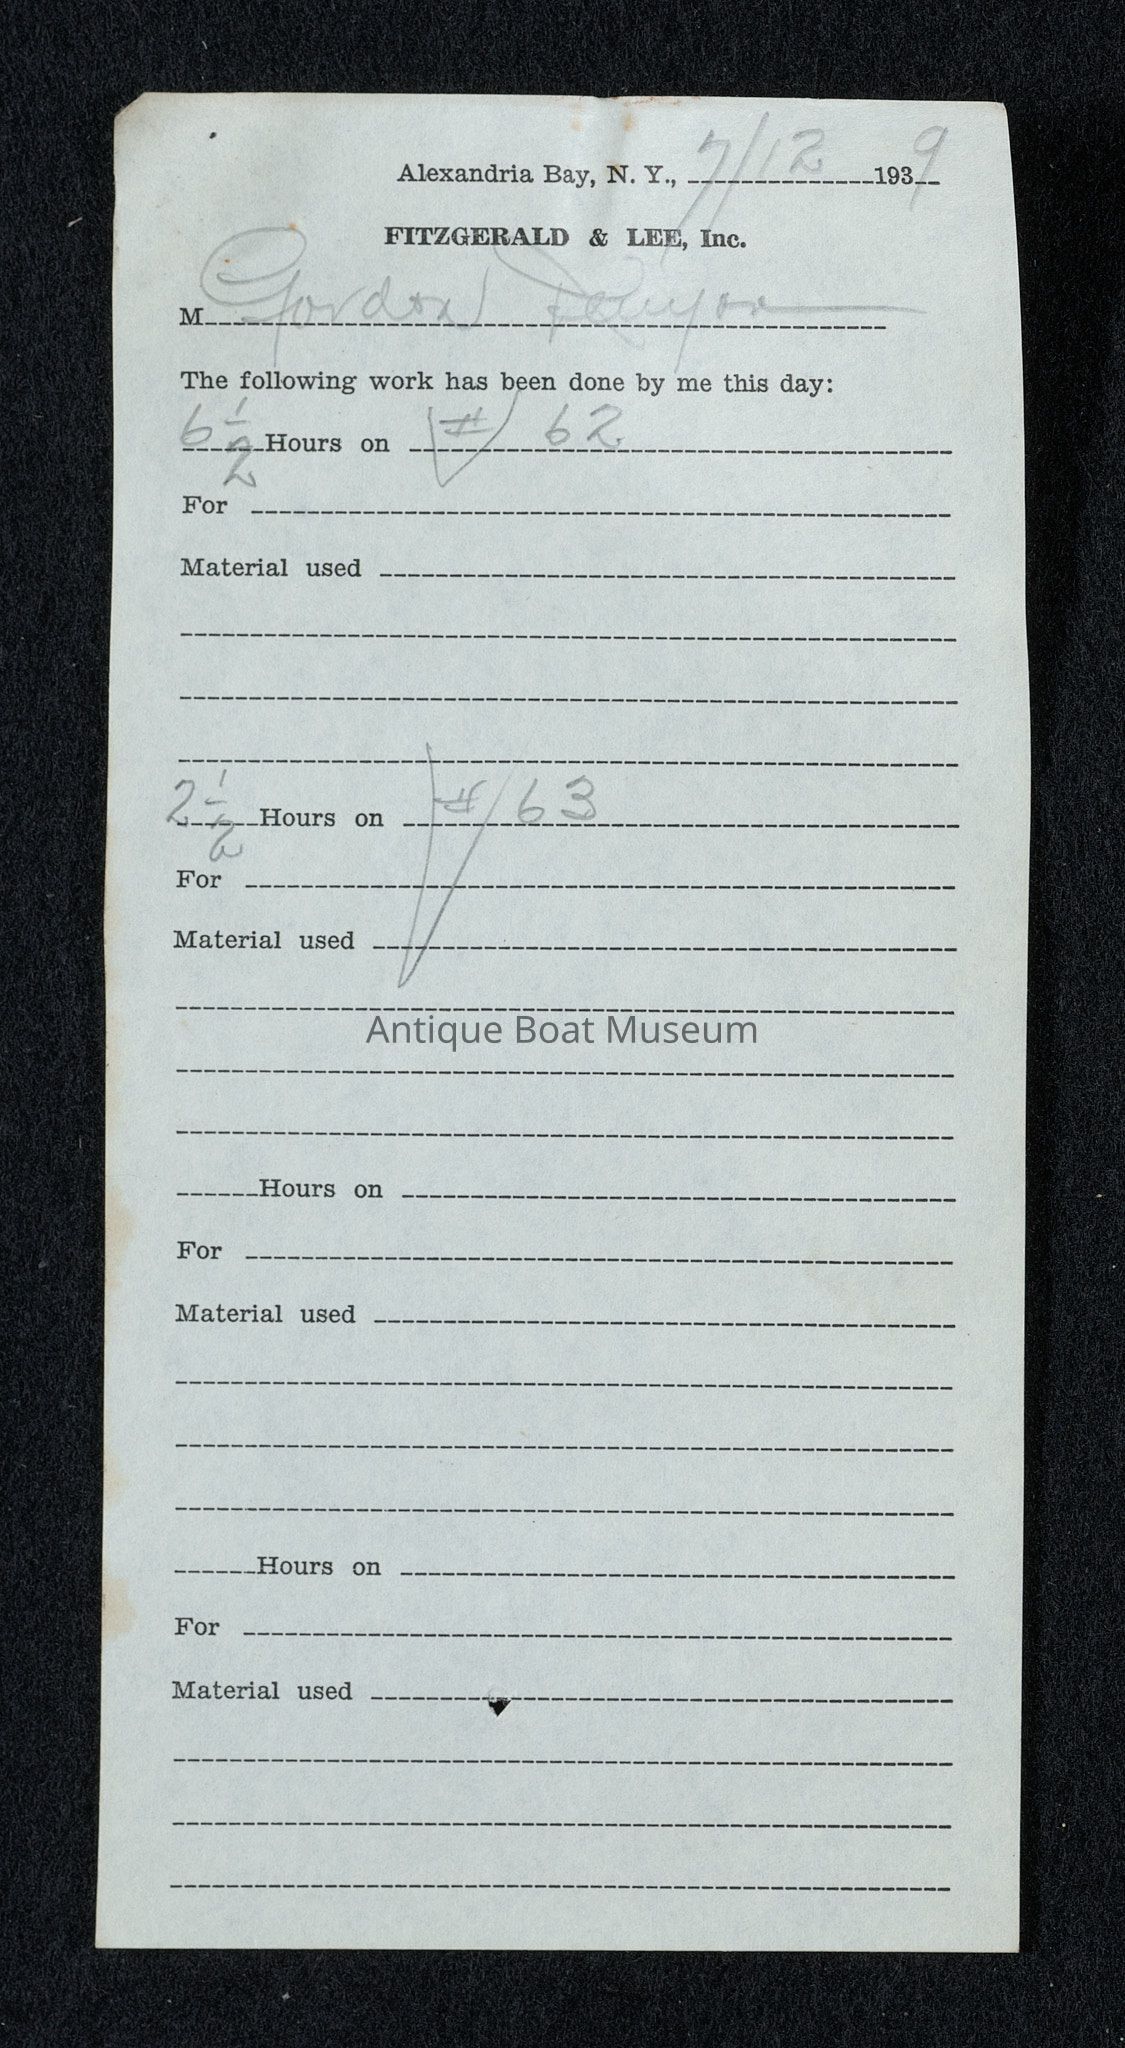 Alexandria Bay, N. Y., 7/12 1939
FITZGERALD & LEE, Inc.
M Gordon
The following work has been done by me this day:
6 1/2 Hours on # 62
For
Material used
2 1/2 Hours on # 63
For
Material used
Antique Boat Museum
Hours on
For
Material used
Hours on
For
Material used